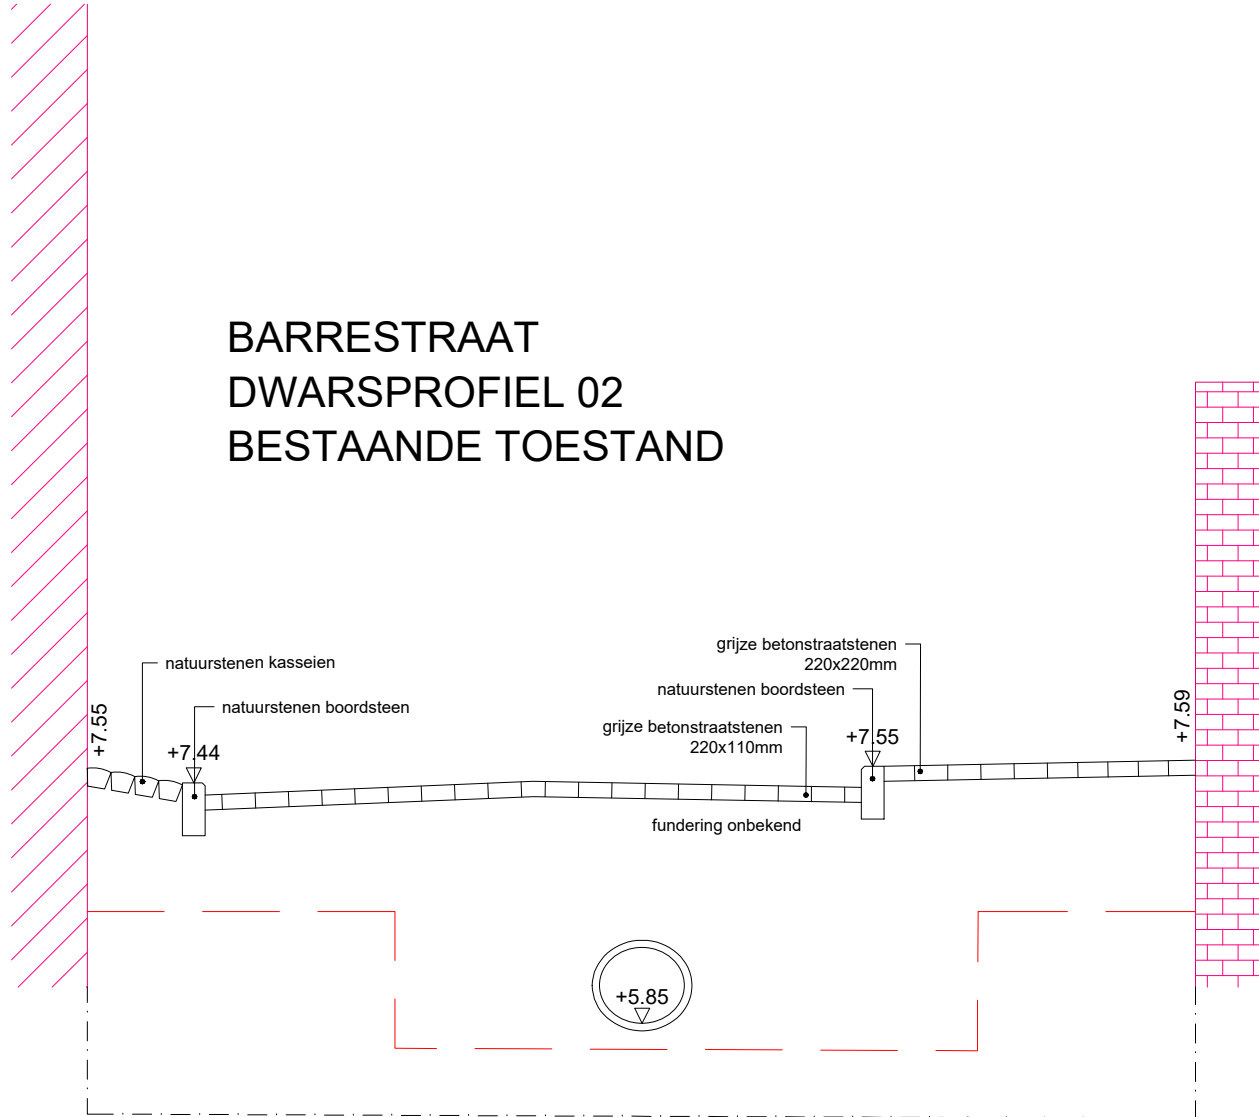 BARRESTRAAT
DWARSPROFIEL 02
BESTAANDE TOESTAND
grijze betonstraatstenen
220x220mm
natuurstenen kasseien
natuurstenen boordsteen
natuurstenen boordsteen
grijze betonstraatstenen
220x110mm
+7.55
+7.44
+7.55
+7.59
fundering onbekend
+5.85